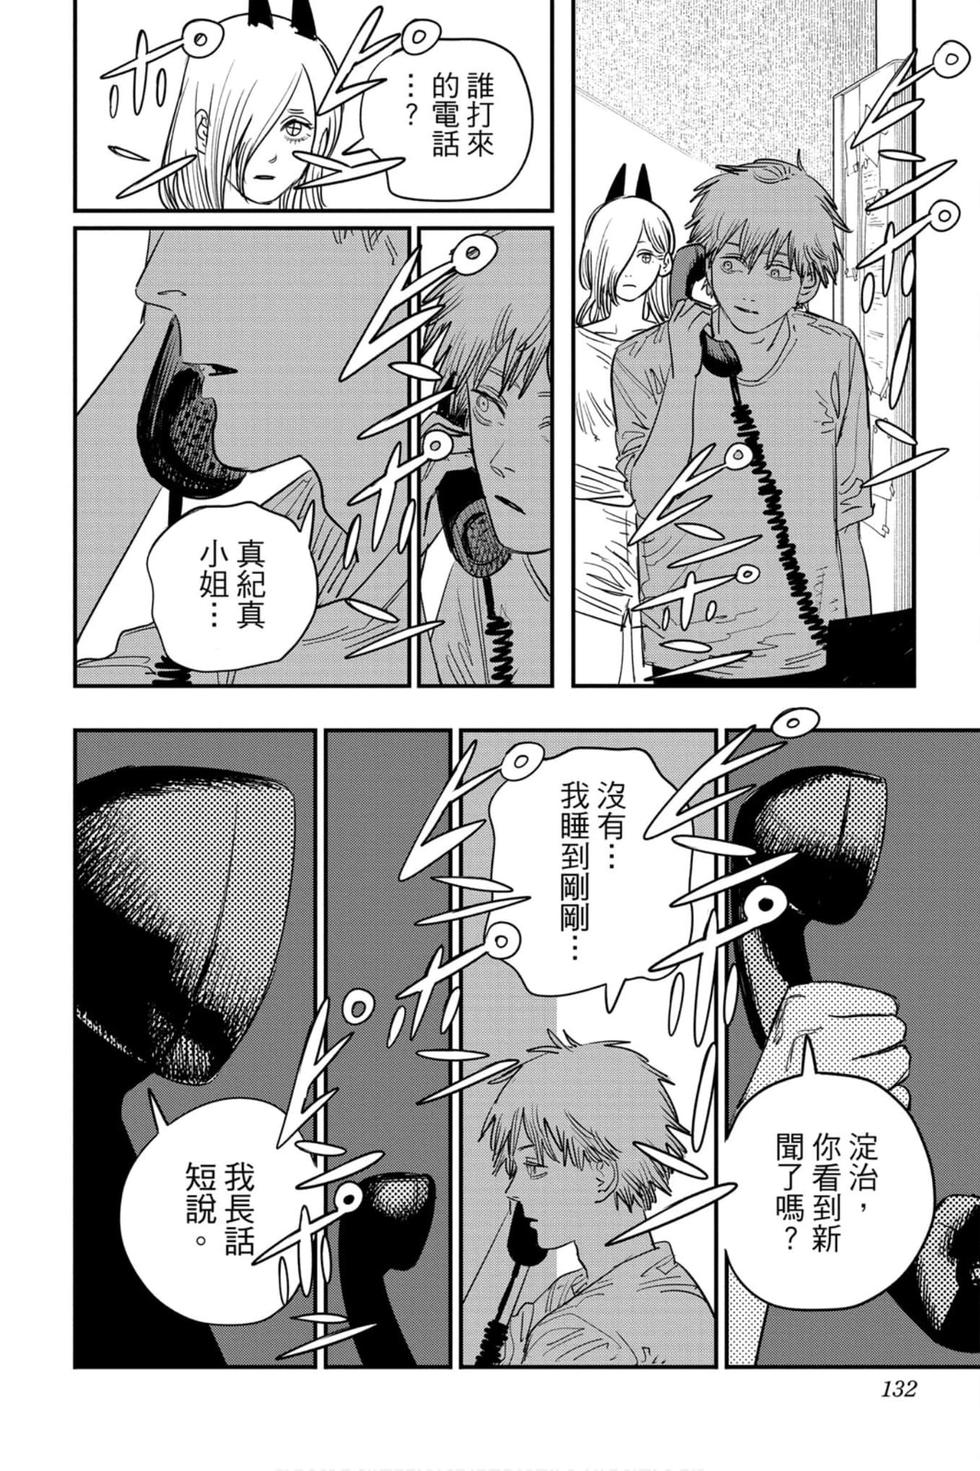 誰打來
的電話
…?
真紀真
小姐…
淀治，
你看到新
聞了嗎?
沒有…
我睡到剛剛…
我長話
短說。
132